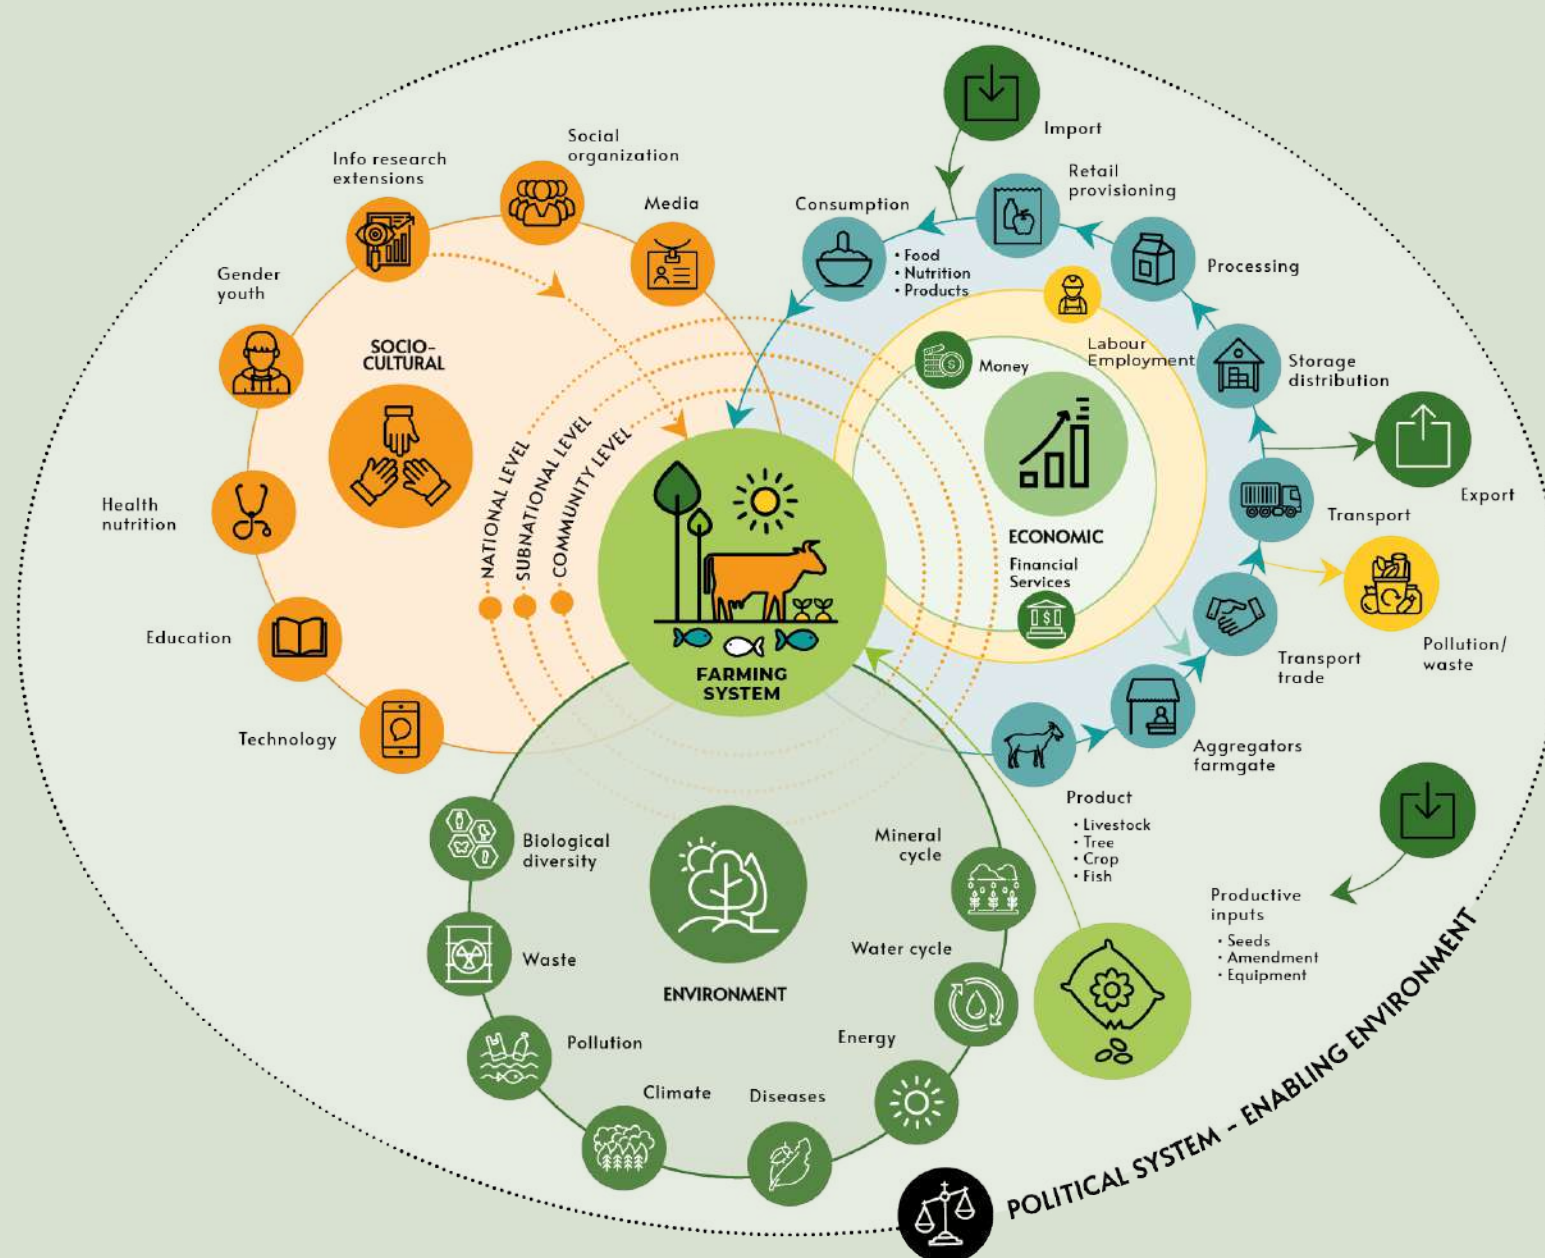 Import
Social
organization
Info research
extensions
Retail
provisioning
Media
Consumption
• Food
• Nutrition
• Products
Processing
Gender
youth
SOCIO-
CULTURAL
Labour
Employment
Money
Storage
distribution
NATIONAL LEVEL
SUBNATIONAL LEVEL
COMMUNITY LEVEL
Health
nutrition
Export
Transport
ECONOMIC
Financial
Services
$
$
Education
Pollution/
waste
Transport
trade
FARMING
SYSTEM
Technology
Aggregators
farmgate
Product
• Livestock
• Tree
• Crop
• Fish
Biological
diversity
Mineral
cycle
Productive
inputs
• Seeds
• Amendment
• Equipment
Waste
Water cycle
ENVIRONMENT
Pollution
Energy
Climate
Diseases
POLITICAL SYSTEM - ENABLING ENVIRONMENT